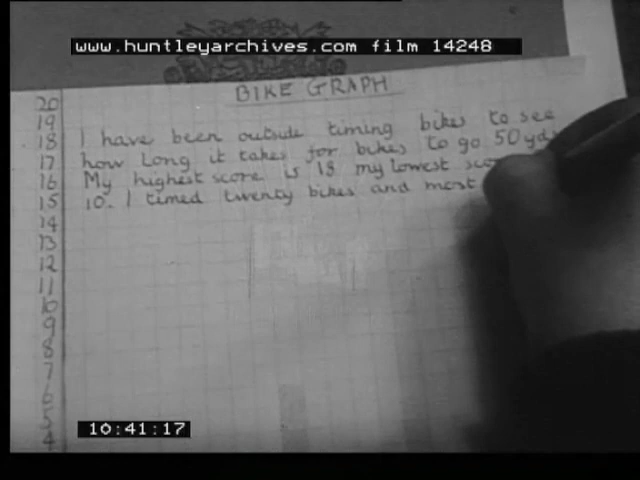 www.huntleyarchives.com film 14248
BIKE GRAPH
20
19
18 I have been outside timing bikes to see
17 how long it takes for bikes to go 50 yds
16 My highest score is 18 my lowest
15 10. I timed twenty bikes and most
14
13
12
11
10
9
8
7
6
5
4
10:41:17